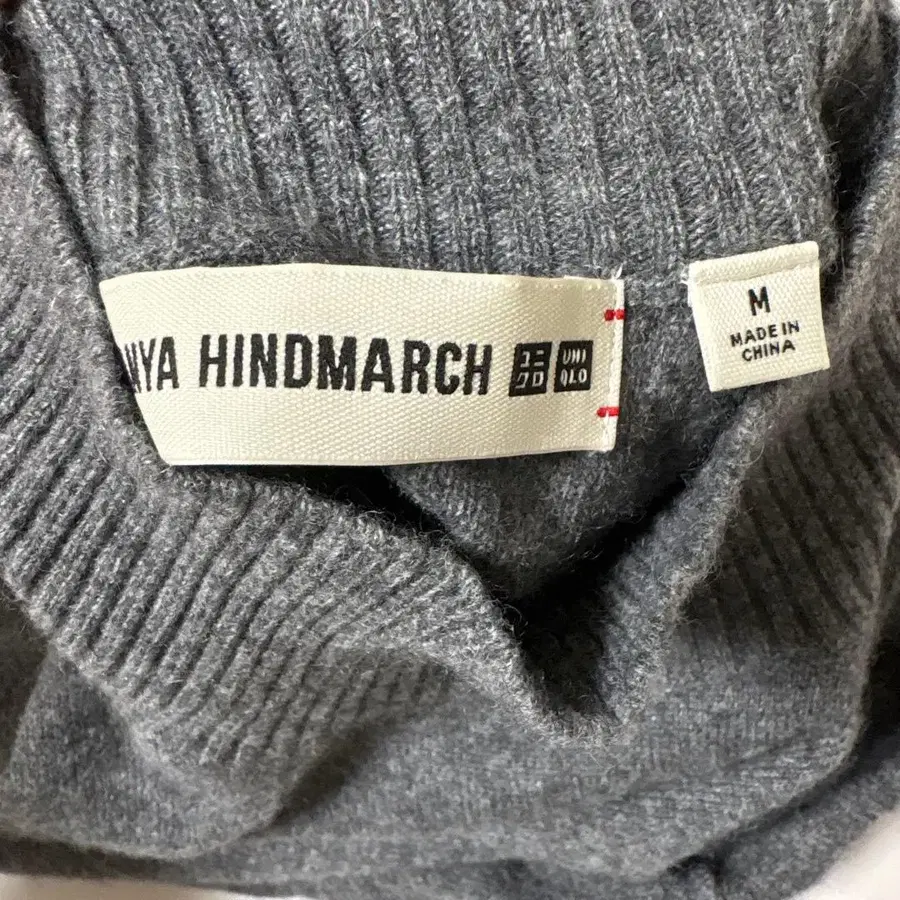 NYA HINDMARCH
ユニ
クロ
UNI
QLO
M
MADE IN
CHINA